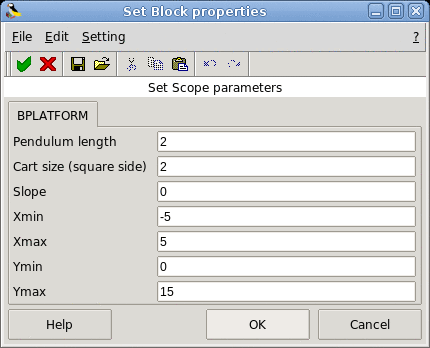 Set Block properties
File Edit Setting ?
Set Scope parameters
BPLATFORM
Pendulum length 2
Cart size (square side) 2
Slope 0
Xmin -5
Xmax 5
Ymin 0
Ymax 15
Help OK Cancel